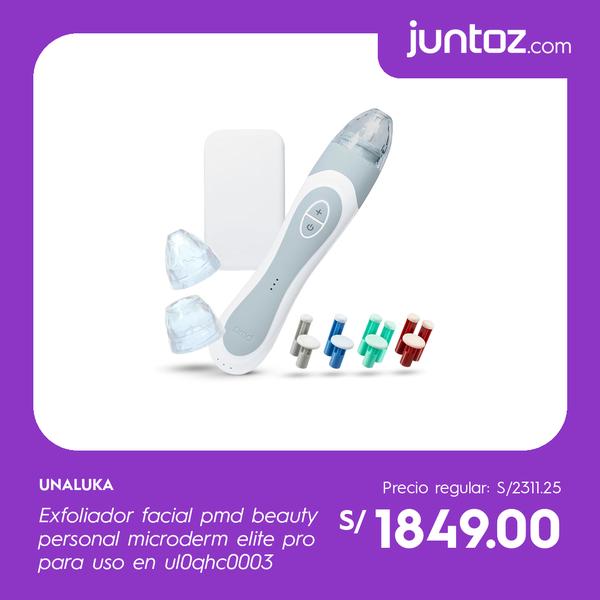 juntoz.com
pmd
UNALUKA
Exfoliador facial pmd beauty
personal microderm elite pro
para uso en ul0qhc0003
Precio regular: S/2311.25
S/ 1849.00